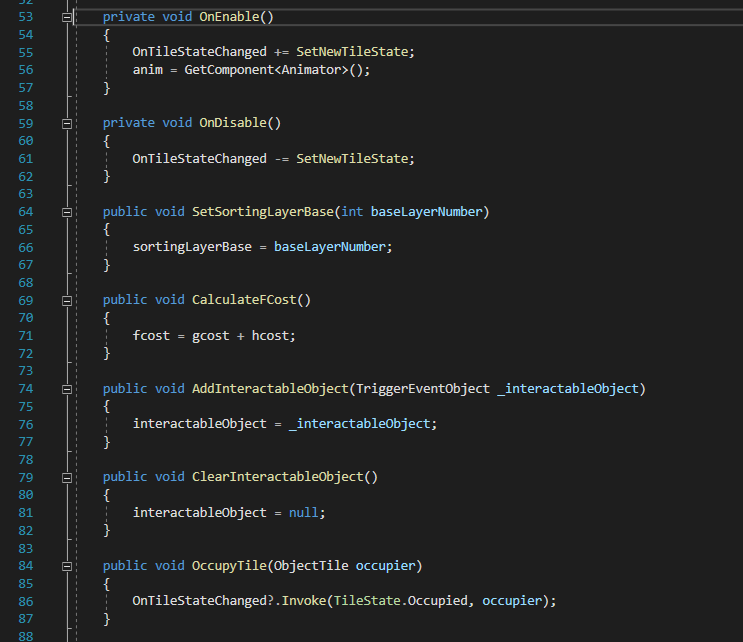 53 private void OnEnable()
54 {
55 OnTileStateChanged += SetNewTileState;
56 anim = GetComponent<Animator>();
57 }
58
59 private void OnDisable()
60 {
61 OnTileStateChanged -= SetNewTileState;
62 }
63
64 public void SetSortingLayerBase(int baseLayerNumber)
65 {
66 sortingLayerBase = baseLayerNumber;
67 }
68
69 public void CalculateFCost()
70 {
71 fcost = gcost + hcost;
72 }
73
74 public void AddInteractableObject(TriggerEventObject _interactableObject)
75 {
76 interactableObject = _interactableObject;
77 }
78
79 public void ClearInteractableObject()
80 {
81 interactableObject = null;
82 }
83
84 public void OccupyTile(ObjectTile occupier)
85 {
86 OnTileStateChanged?.Invoke(TileState.Occupied, occupier);
87 }
88